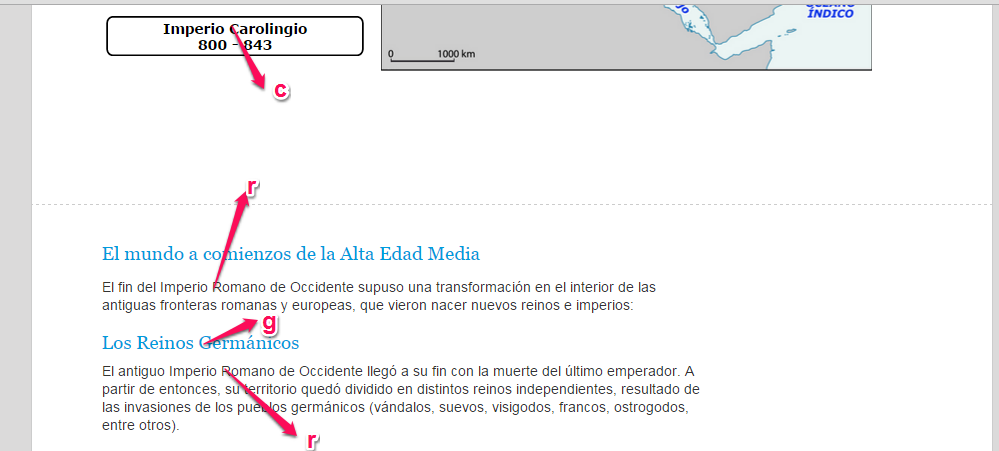 Imperio Carolingio
800 - 843
OCÉANO
ÍNDICO
0 1000 km
c
r
El mundo a comienzos de la Alta Edad Media
El fin del Imperio Romano de Occidente supuso una transformación en el interior de las
antiguas fronteras romanas y europeas, que vieron nacer nuevos reinos e imperios:
g
Los Reinos Germánicos
El antiguo Imperio Romano de Occidente llegó a su fin con la muerte del último emperador. A
partir de entonces, su territorio quedó dividido en distintos reinos independientes, resultado de
las invasiones de los pueblos germánicos (vándalos, suevos, visigodos, francos, ostrogodos,
entre otros).
r